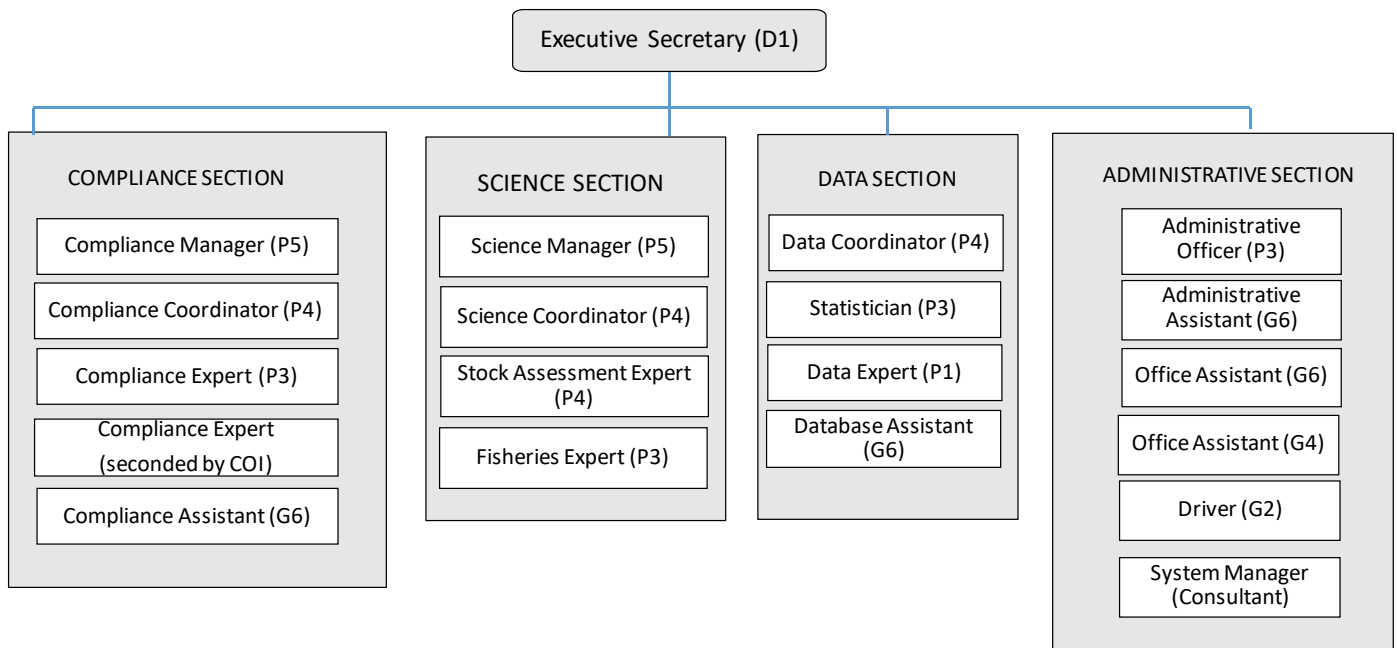 Executive Secretary (D1)
COMPLIANCE SECTION
Compliance Manager (P5)
Compliance Coordinator (P4)
Compliance Expert (P3)
Compliance Expert
(seconded by COI)
Compliance Assistant (G6)
SCIENCE SECTION
Science Manager (P5)
Science Coordinator (P4)
Stock Assessment Expert
(P4)
Fisheries Expert (P3)
DATA SECTION
Data Coordinator (P4)
Statistician (P3)
Data Expert (P1)
Database Assistant
(G6)
ADMINISTRATIVE SECTION
Administrative
Officer (P3)
Administrative
Assistant (G6)
Office Assistant (G6)
Office Assistant (G4)
Driver (G2)
System Manager
(Consultant)